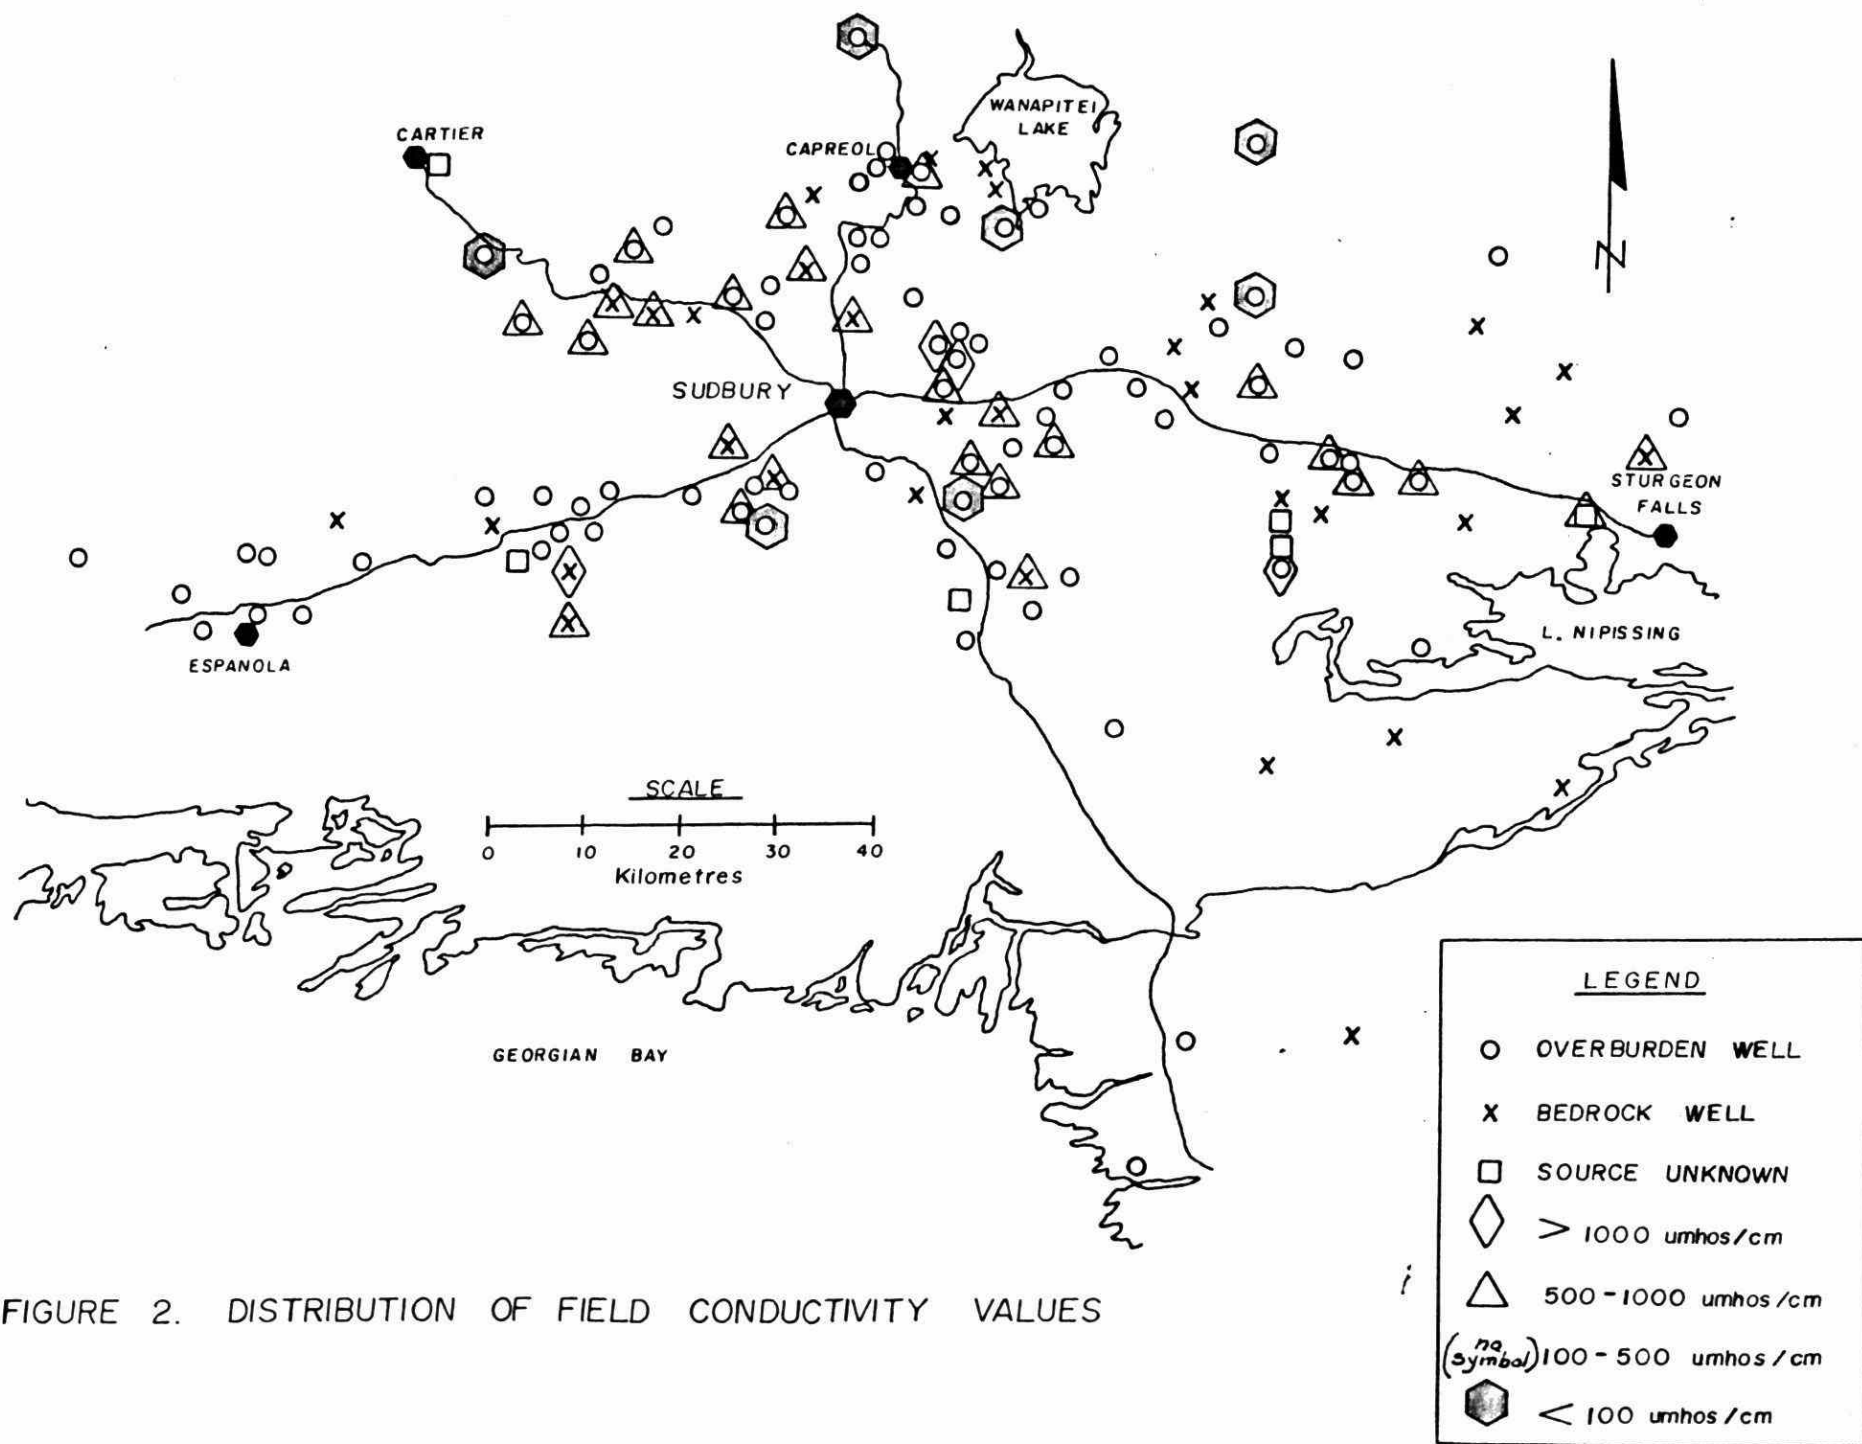 WANAPITEI
LAKE
CARTIER
CAPREOL
N
SUDBURY
STURGEON
FALLS
L. NIPISSING
ESPANOLA
SCALE
0 10 20 30 40
Kilometres
GEORGIAN BAY
LEGEND
OVERBURDEN WELL
X BEDROCK WELL
SOURCE UNKNOWN
> 1000 umhos/cm
500-1000 umhos/cm
(no symbol) 100-500 umhos/cm
< 100 umhos/cm
FIGURE 2. DISTRIBUTION OF FIELD CONDUCTIVITY VALUES